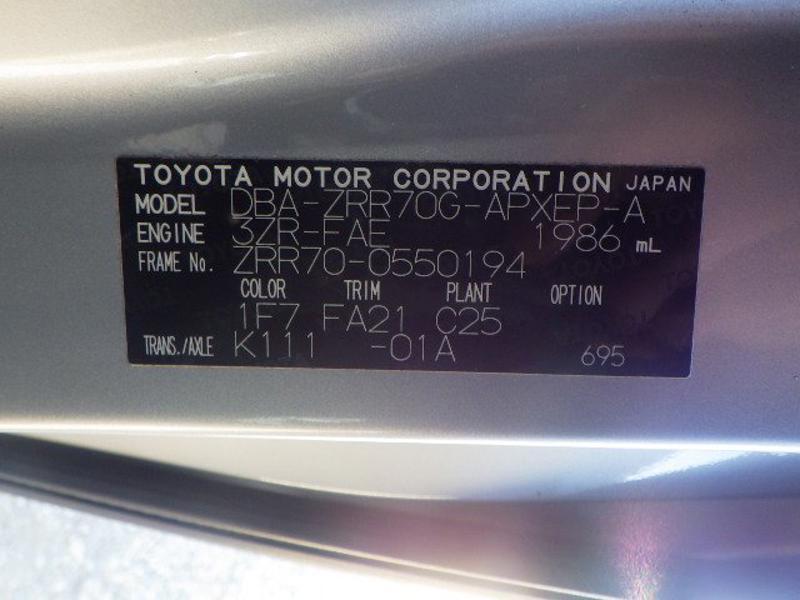 TOYOTA MOTOR CORPORATION JAPAN
MODEL DBA-ZRR70G-APXEP-A
ENGINE 3ZR-FAE 1986 mL
FRAME No. ZRR70-0550194
COLOR TRIM PLANT OPTION
1F7 FA21 C25
TRANS./AXLE K111 -01A 695